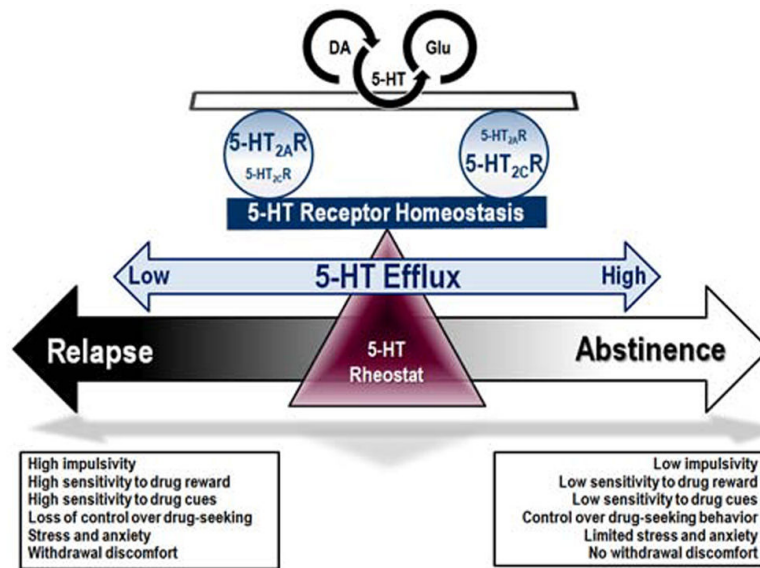 DA
Glu
5-HT
5-HT2AR
5-HT2CR
5-HT2AR
5-HT2CR
5-HT Receptor Homeostasis
Low
5-HT Efflux
High
Relapse
5-HT
Rheostat
Abstinence
High impulsivity
High sensitivity to drug reward
High sensitivity to drug cues
Loss of control over drug-seeking
Stress and anxiety
Withdrawal discomfort
Low impulsivity
Low sensitivity to drug reward
Low sensitivity to drug cues
Control over drug-seeking behavior
Limited stress and anxiety
No withdrawal discomfort